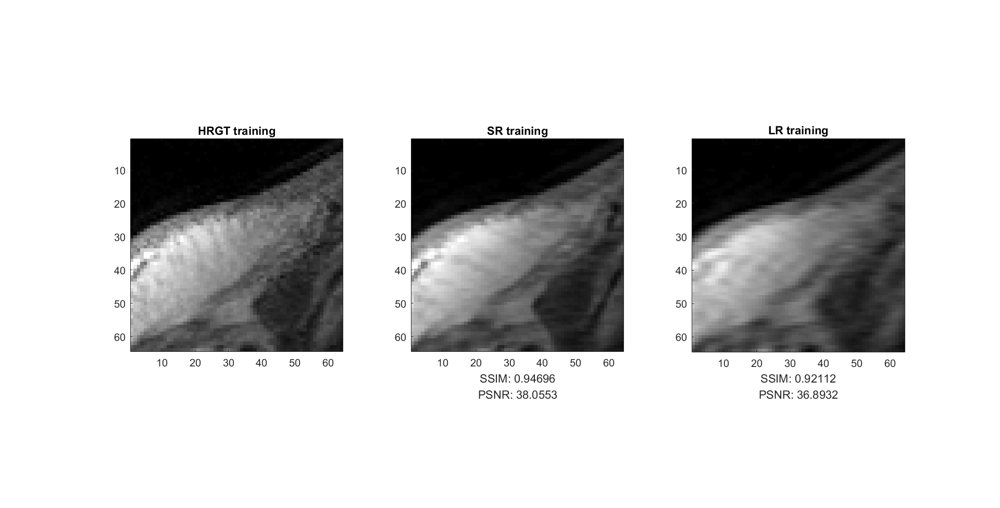 HRGT training
10
20
30
40
50
60
10 20 30 40 50 60
SR training
10
20
30
40
50
60
10 20 30 40 50 60
SSIM: 0.94696
PSNR: 38.0553
LR training
10
20
30
40
50
60
10 20 30 40 50 60
SSIM: 0.92112
PSNR: 36.8932